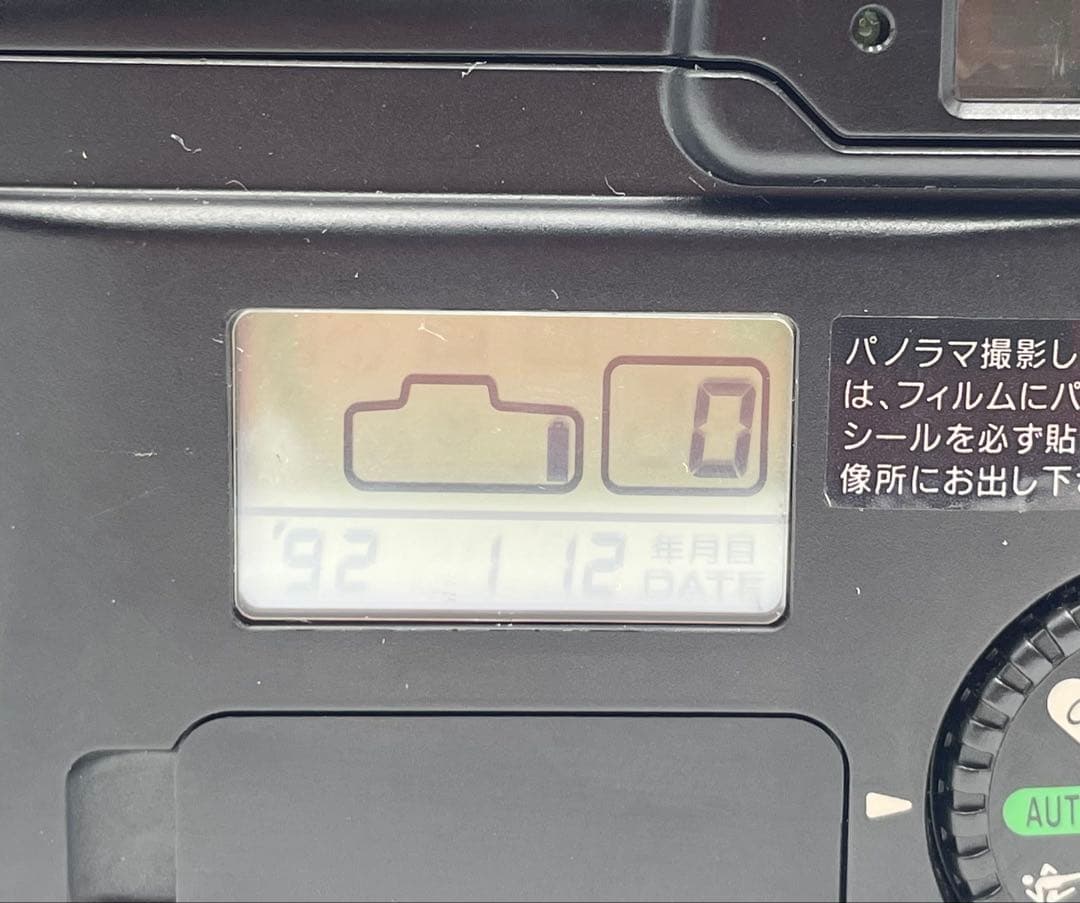 0
'92 1 12 年月日
DATE
パノラマ撮影し
は、フィルムにパ
シールを必ず貼
像所にお出し下
AUT